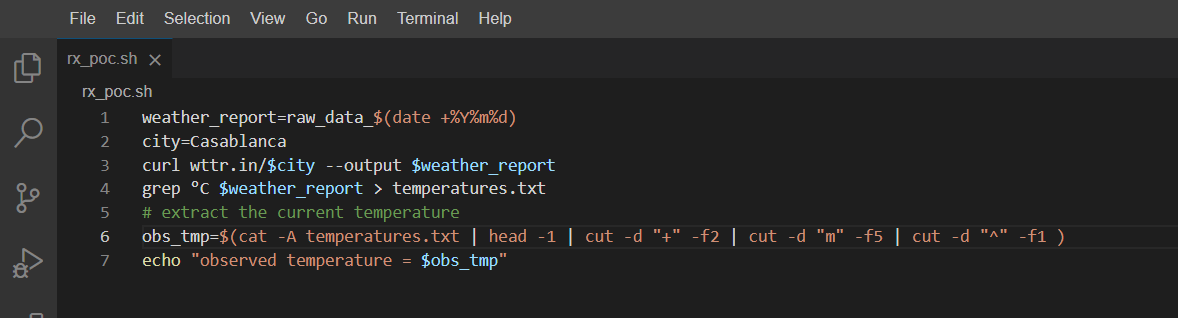 File Edit Selection View Go Run Terminal Help
rx_poc.sh ×
rx_poc.sh
1 weather_report=raw_data_$(date +%Y%m%d)
2 city=Casablanca
3 curl wttr.in/$city --output $weather_report
4 grep °C $weather_report > temperatures.txt
5 # extract the current temperature
6 obs_tmp=$(cat -A temperatures.txt | head -1 | cut -d "+" -f2 | cut -d "m" -f5 | cut -d "^" -f1 )
7 echo "observed temperature = $obs_tmp"